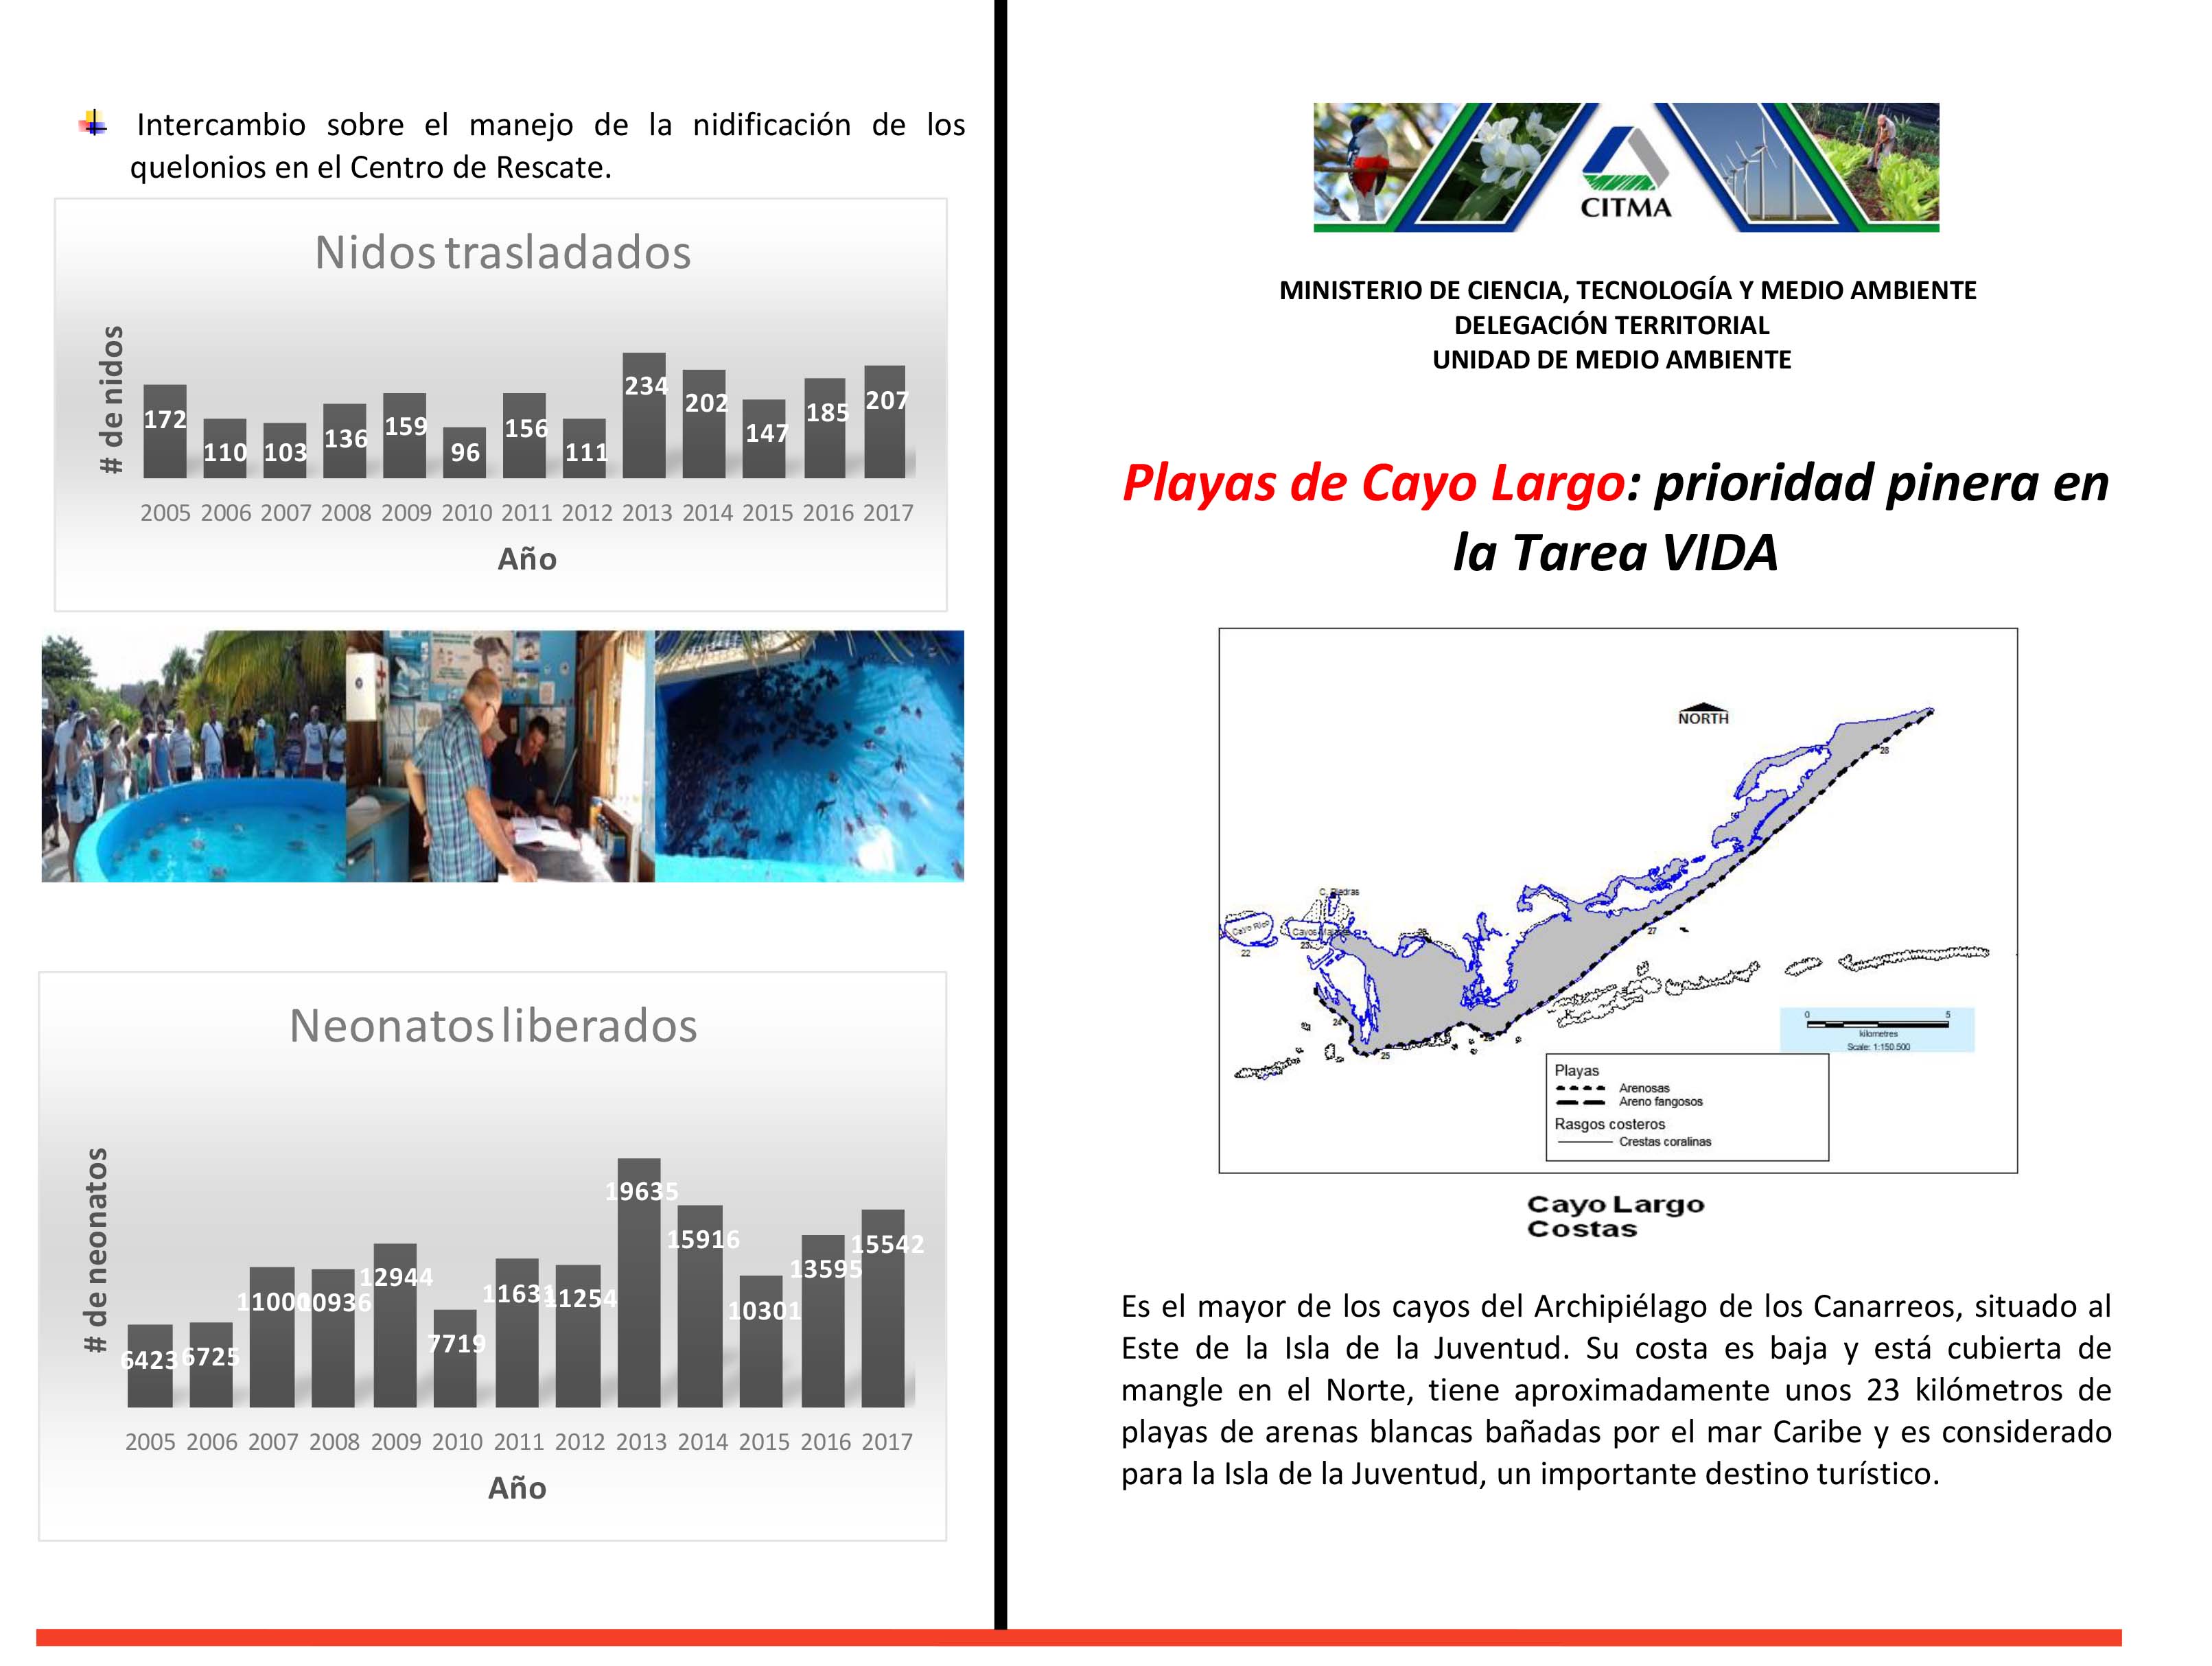 Intercambio sobre el manejo de la nidificación de los
quelonios en el Centro de Rescate.
Nidos trasladados
# de nidos
172
110
103
136
159
96
156
111
234
202
147
185
207
2005 2006 2007 2008 2009 2010 2011 2012 2013 2014 2015 2016 2017
Año
Neonatos liberados
# de neonatos
6423
6725
11000
10936
12944
7719
11631
11254
19635
15916
10301
13595
15542
2005 2006 2007 2008 2009 2010 2011 2012 2013 2014 2015 2016 2017
Año
CITMA
MINISTERIO DE CIENCIA, TECNOLOGÍA Y MEDIO AMBIENTE
DELEGACIÓN TERRITORIAL
UNIDAD DE MEDIO AMBIENTE
Playas de Cayo Largo: prioridad pinera en
la Tarea VIDA
NORTH
28
C. Piedras
Cayo Rico
Cayos
23
22
27
24
25
0 5
kilometres
Scale: 1:150.500
Playas
Arenosas
Areno fangosos
Rasgos costeros
Crestas coralinas
Cayo Largo
Costas
Es el mayor de los cayos del Archipiélago de los Canarreos, situado al
Este de la Isla de la Juventud. Su costa es baja y está cubierta de
mangle en el Norte, tiene aproximadamente unos 23 kilómetros de
playas de arenas blancas bañadas por el mar Caribe y es considerado
para la Isla de la Juventud, un importante destino turístico.